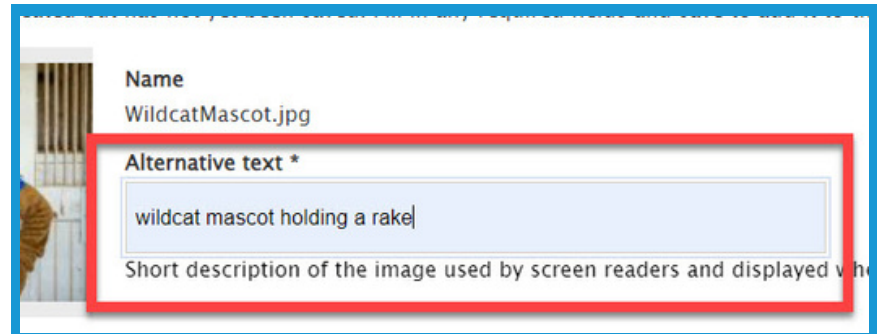 Name
WildcatMascot.jpg
Alternative text *
wildcat mascot holding a rake
Short description of the image used by screen readers and displayed